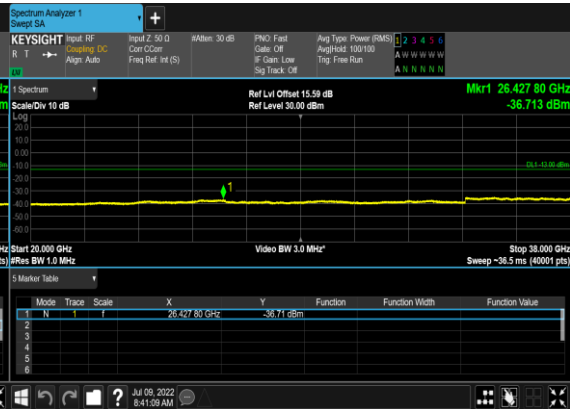 Spectrum Analyzer 1
Swept SA
+
KEYSIGHT Input: RF Input Z: 50 Ω #Atten: 30 dB PNO: Fast Avg Type: Power (RMS) 1 2 3 4 5 6
R T Coupling: DC Corr CCorr Gate: Off Avg|Hold: 100/100 A W W W W W
Align: Auto Freq Ref: Int (S) IF Gain: Low Trig: Free Run
Sig Track: Off A N N N N N
1 Spectrum Ref Lvl Offset 15.59 dB Mkr1 26.427 80 GHz
Scale/Div 10 dB Ref Level 30.00 dBm -36.713 dBm
Log
20.0
10.0
0.00
-10.0 DL1 -13.00 dBm
-20.0
-30.0 1
-40.0
-50.0
-60.0
Hz Start 20.000 GHz Video BW 3.0 MHz* Stop 38.000 GHz
ts) #Res BW 1.0 MHz Sweep ~36.5 ms (40001 pts)
5 Marker Table
Mode Trace Scale X Y Function Function Width Function Value
1 N 1 f 26.427 80 GHz -36.71 dBm
2
3
4
5
6
? Jul 09, 2022
8:41:09 AM